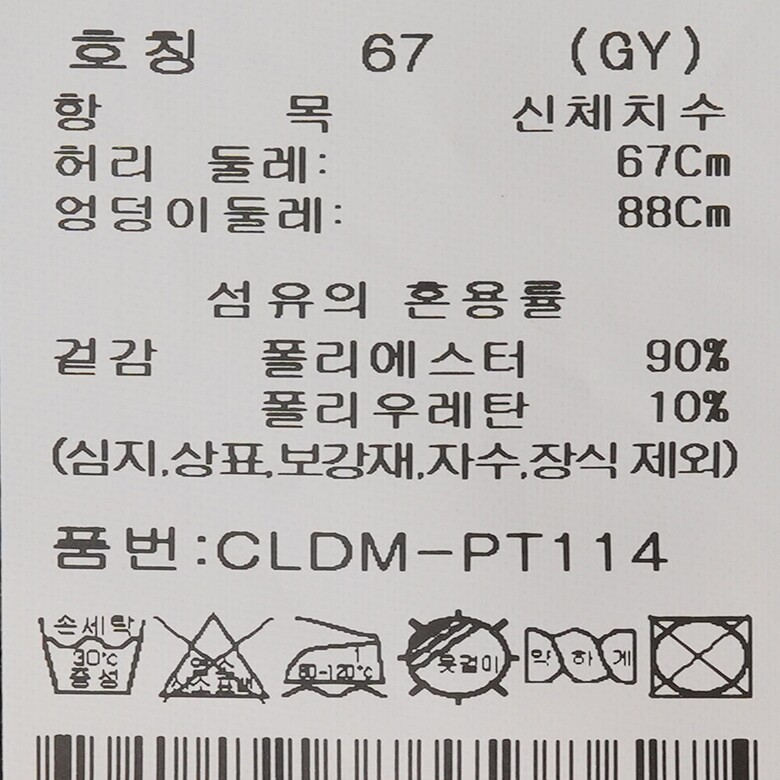 호칭 67 (GY)
항 목 신체치수
허리 둘레: 67Cm
엉덩이둘레: 88Cm
섬유의 혼용률
겉감 폴리에스터 90%
폴리우레탄 10%
(심지,상표,보강재,자수,장식 제외)
품번:CLDM-PT114
손세탁
30℃
중성
염소
산소표백
1
80-120℃
옷걸이
약하게